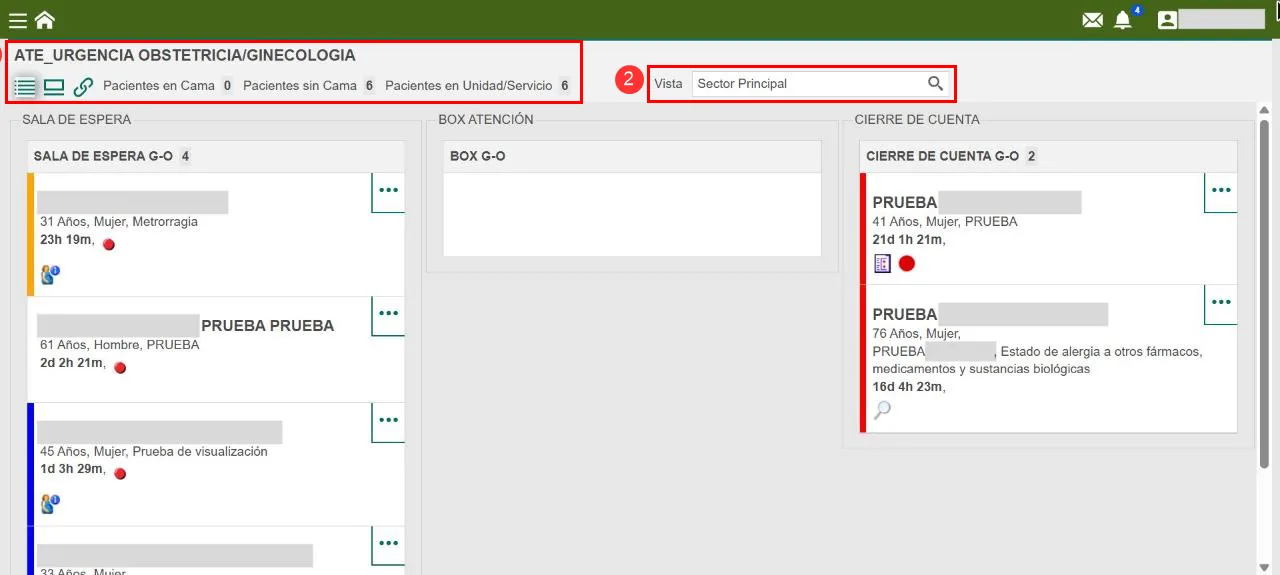 4
ATE_URGENCIA OBSTETRICIA/GINECOLOGIA
Pacientes en Cama 0 Pacientes sin Cama 6 Pacientes en Unidad/Servicio 6
2
Vista Sector Principal
SALA DE ESPERA
SALA DE ESPERA G-O 4
31 Años, Mujer, Metrorragia
23h 19m,
PRUEBA PRUEBA
61 Años, Hombre, PRUEBA
2d 2h 21m,
45 Años, Mujer, Prueba de visualización
1d 3h 29m,
33 Años, Mujer
BOX ATENCIÓN
BOX G-O
CIERRE DE CUENTA
CIERRE DE CUENTA G-O 2
PRUEBA
41 Años, Mujer, PRUEBA
21d 1h 21m,
PRUEBA
76 Años, Mujer,
PRUEBA , Estado de alergia a otros fármacos,
medicamentos y sustancias biológicas
16d 4h 23m,